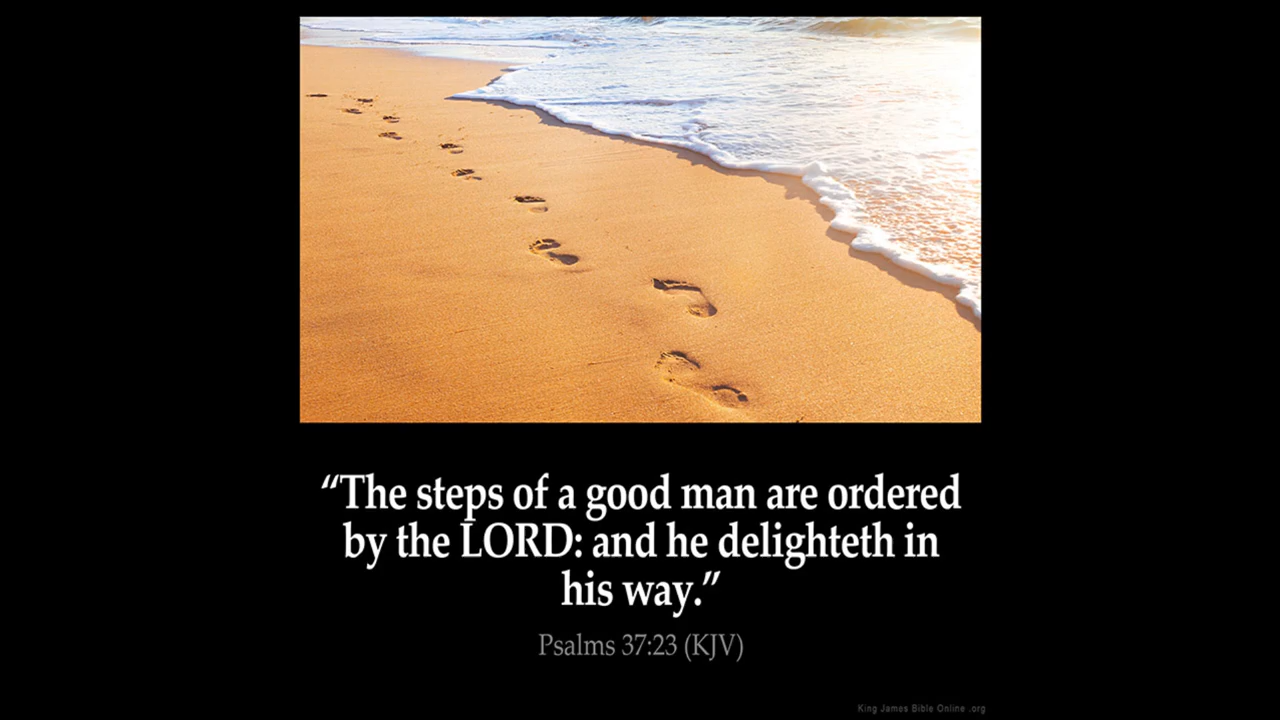 “The steps of a good man are ordered
by the LORD: and he delighteth in
his way.”
Psalms 37:23 (KJV)
King James Bible Online .org